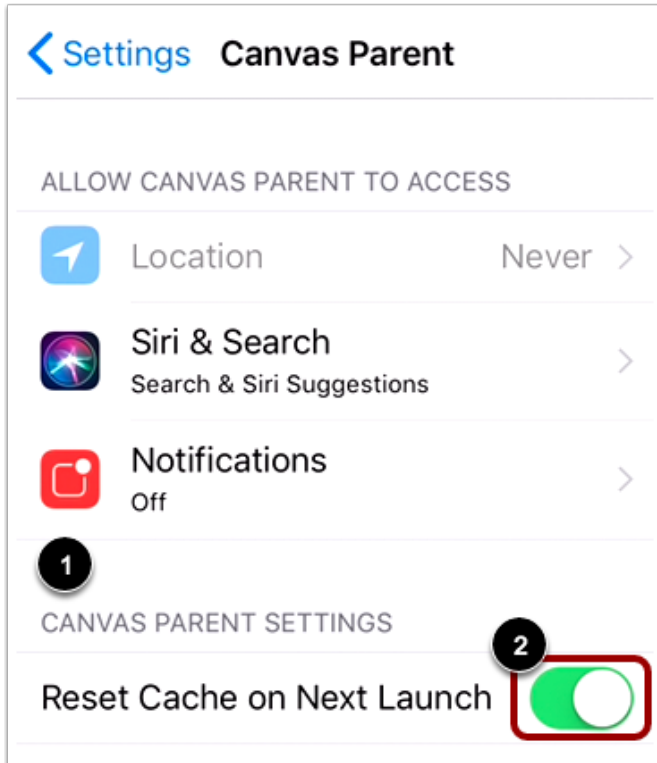 Settings Canvas Parent
ALLOW CANVAS PARENT TO ACCESS
Location Never
Siri & Search
Search & Siri Suggestions
Notifications
Off
1
CANVAS PARENT SETTINGS
2
Reset Cache on Next Launch